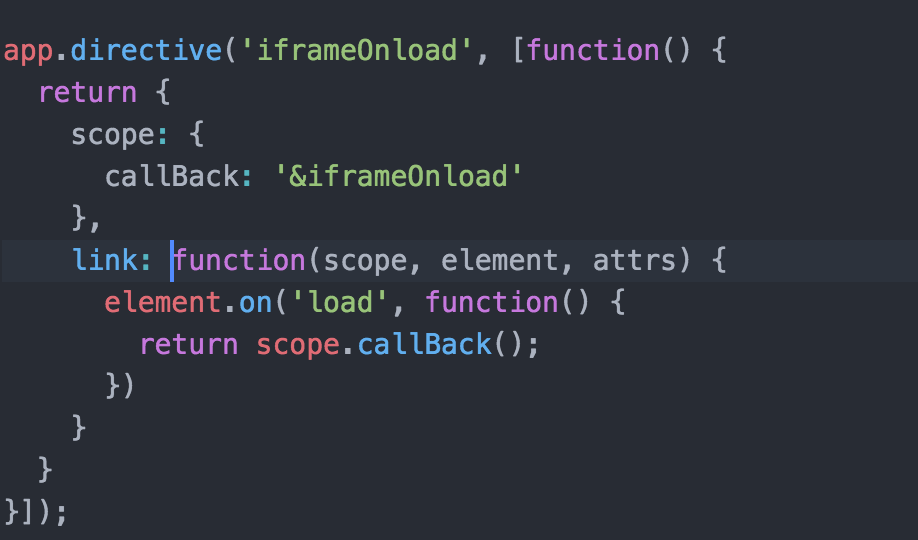 app.directive('iframeOnload', [function() {
  return {
    scope: {
      callBack: '&iframeOnload'
    },
    link: function(scope, element, attrs) {
      element.on('load', function() {
        return scope.callBack();
      })
    }
  }
}]);